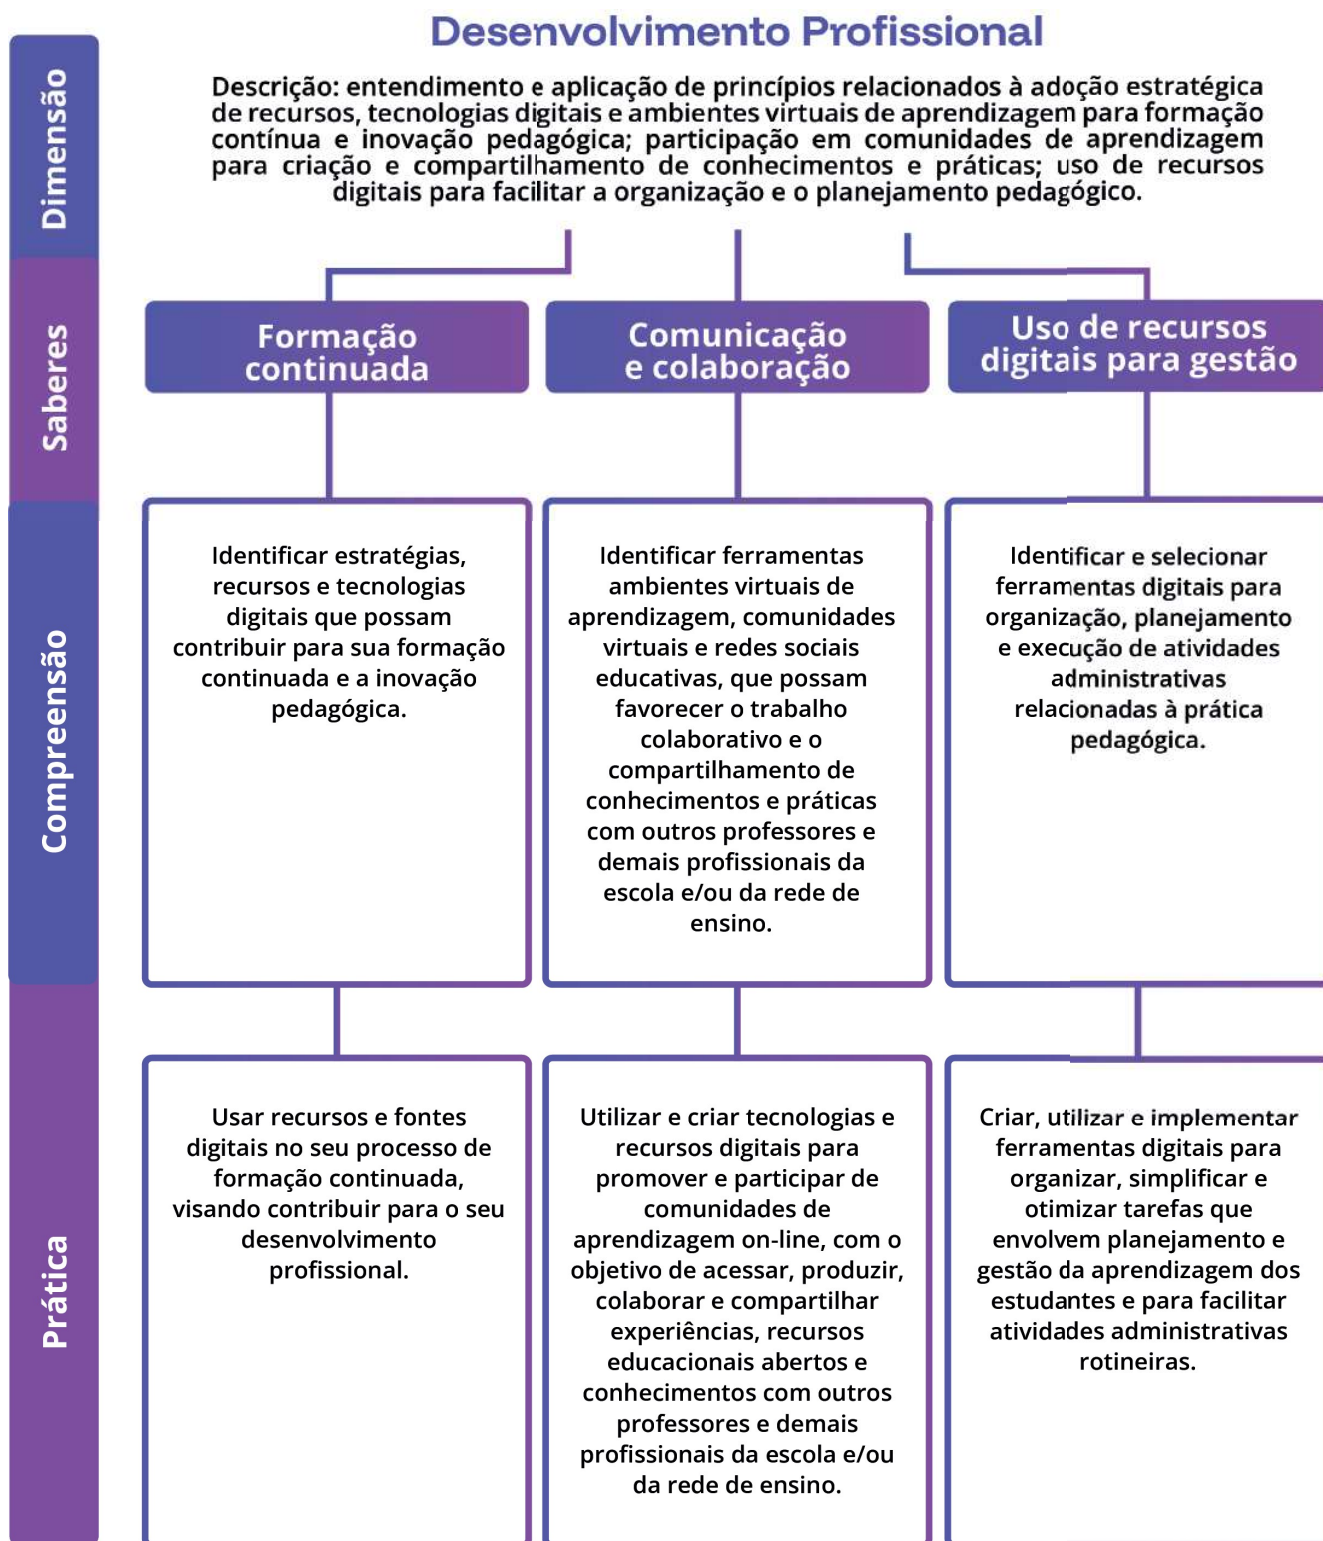 Desenvolvimento Profissional
Dimensão
Descrição: entendimento e aplicação de princípios relacionados à adoção estratégica
de recursos, tecnologias digitais e ambientes virtuais de aprendizagem para formação
contínua e inovação pedagógica; participação em comunidades de aprendizagem
para criação e compartilhamento de conhecimentos e práticas; uso de recursos
digitais para facilitar a organização e o planejamento pedagógico.
Saberes
Formação
continuada
Comunicação
e colaboração
Uso de recursos
digitais para gestão
Compreensão
Identificar estratégias,
recursos e tecnologias
digitais que possam
contribuir para sua formação
continuada e a inovação
pedagógica.
Identificar ferramentas
ambientes virtuais de
aprendizagem, comunidades
virtuais e redes sociais
educativas, que possam
favorecer o trabalho
colaborativo e o
compartilhamento de
conhecimentos e práticas
com outros professores e
demais profissionais da
escola e/ou da rede de
ensino.
Identificar e selecionar
ferramentas digitais para
organização, planejamento
e execução de atividades
administrativas
relacionadas à prática
pedagógica.
Prática
Usar recursos e fontes
digitais no seu processo de
formação continuada,
visando contribuir para o seu
desenvolvimento
profissional.
Utilizar e criar tecnologias e
recursos digitais para
promover e participar de
comunidades de
aprendizagem on-line, com o
objetivo de acessar, produzir,
colaborar e compartilhar
experiências, recursos
educacionais abertos e
conhecimentos com outros
professores e demais
profissionais da escola e/ou
da rede de ensino.
Criar, utilizar e implementar
ferramentas digitais para
organizar, simplificar e
otimizar tarefas que
envolvem planejamento e
gestão da aprendizagem dos
estudantes e para facilitar
atividades administrativas
rotineiras.